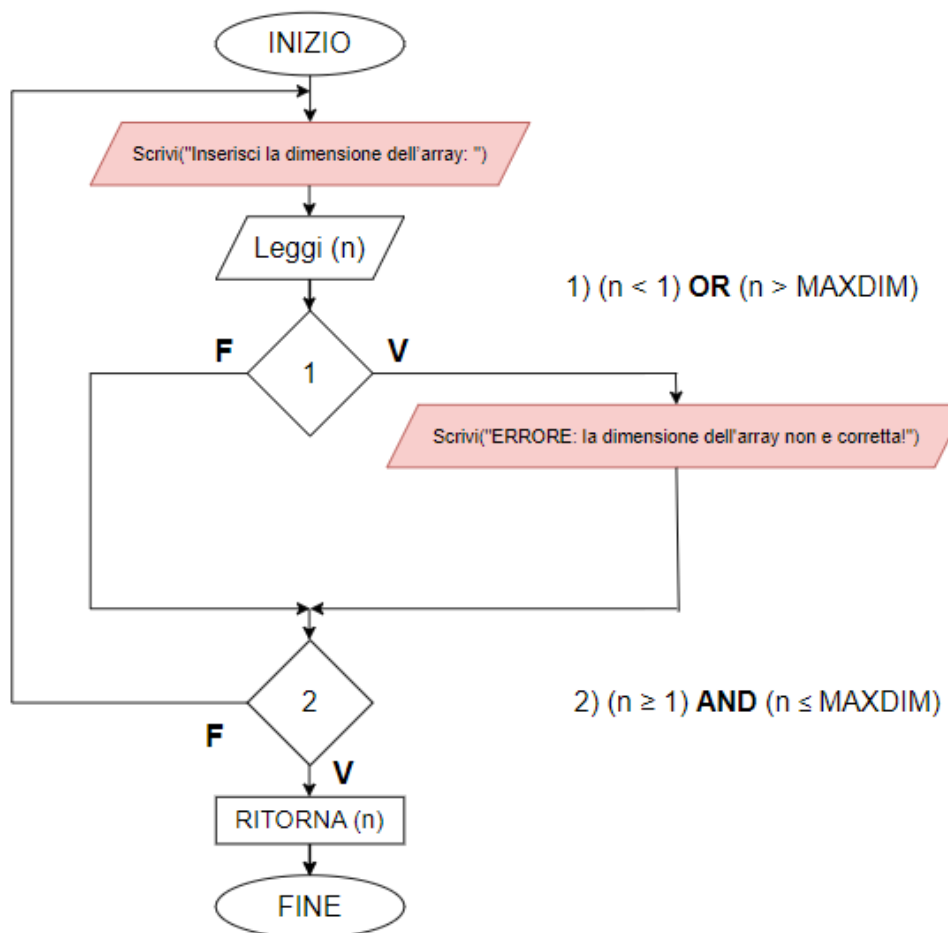 INIZIO
Scrivi("Inserisci la dimensione dell'array: ")
Leggi (n)
1) (n < 1) OR (n > MAXDIM)
F
V
1
Scrivi("ERRORE: la dimensione dell'array non e corretta!")
2
2) (n ≥ 1) AND (n ≤ MAXDIM)
F
V
RITORNA (n)
FINE